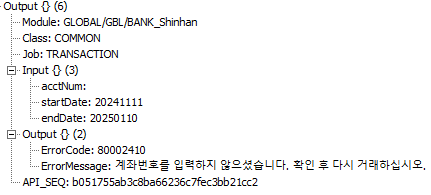 Output {} (6)
Module: GLOBAL/GBL/BANK_Shinhan
Class: COMMON
Job: TRANSACTION
Input {} (3)
acctNum:
startDate: 20241111
endDate: 20250110
Output {} (2)
ErrorCode: 80002410
ErrorMessage: 계좌번호를 입력하지 않으셨습니다. 확인 후 다시 거래하십시오.
API_SEQ: b051755ab3c8ba66236c7fec3bb21cc2